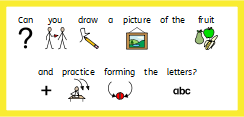 Can you draw a picture of the fruit
?
and practice forming the letters?
+ abc